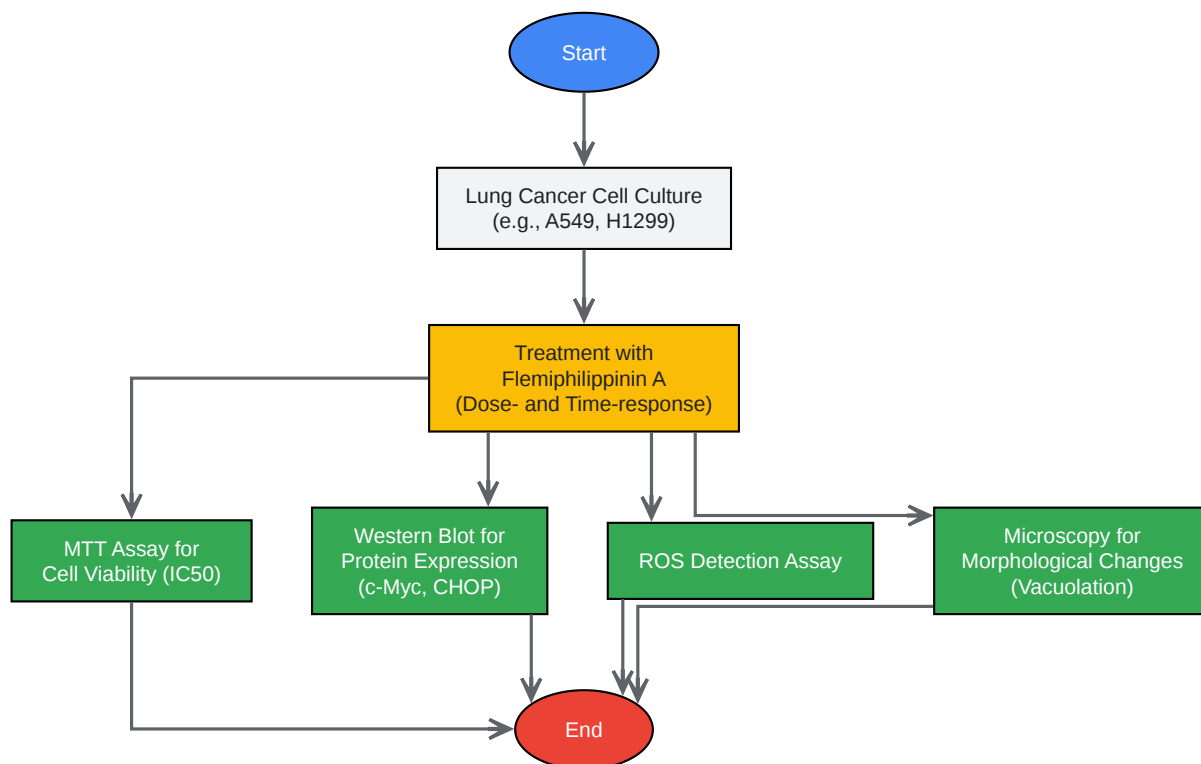 Start
Lung Cancer Cell Culture
(e.g., A549, H1299)
Treatment with
Flemiphilippinin A
(Dose- and Time-response)
MTT Assay for
Cell Viability (IC50)
Western Blot for
Protein Expression
(c-Myc, CHOP)
ROS Detection Assay
Microscopy for
Morphological Changes
(Vacuolation)
End